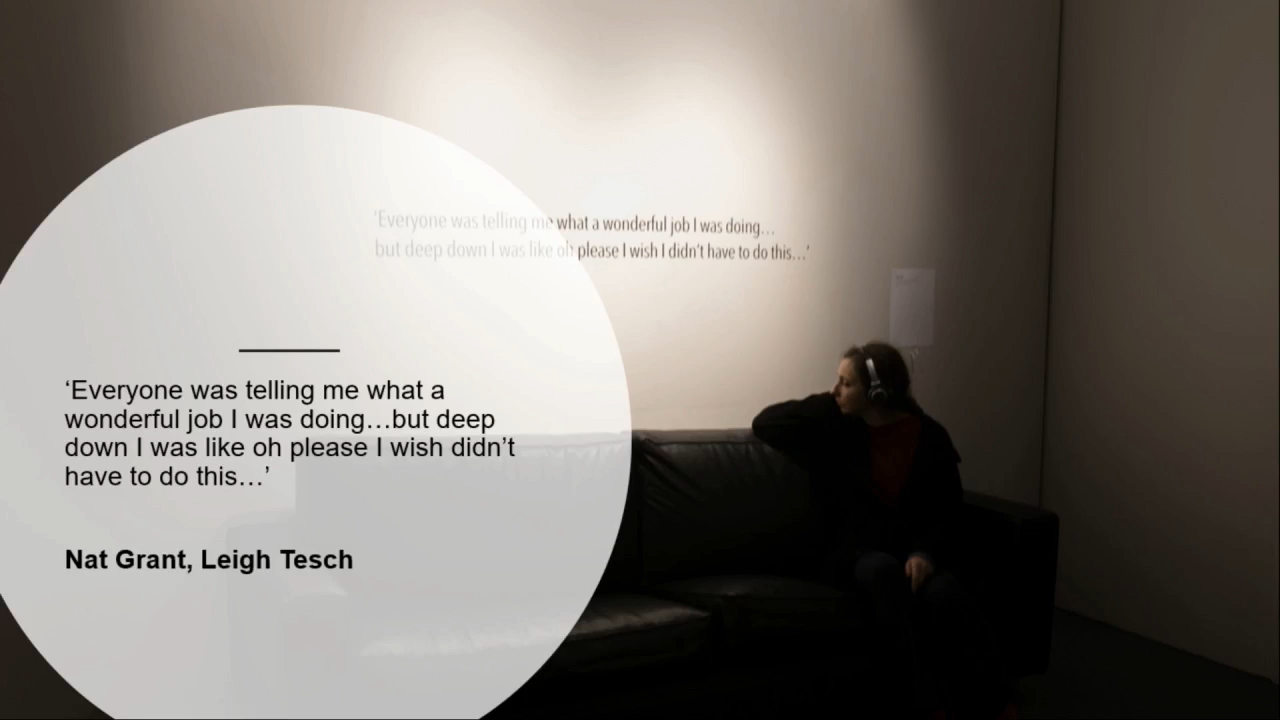 ‘Everyone was telling me what a wonderful job I was doing…
but deep down I was like oh please I wish I didn’t have to do this…’
‘Everyone was telling me what a
wonderful job I was doing…but deep
down I was like oh please I wish didn’t
have to do this…’
Nat Grant, Leigh Tesch